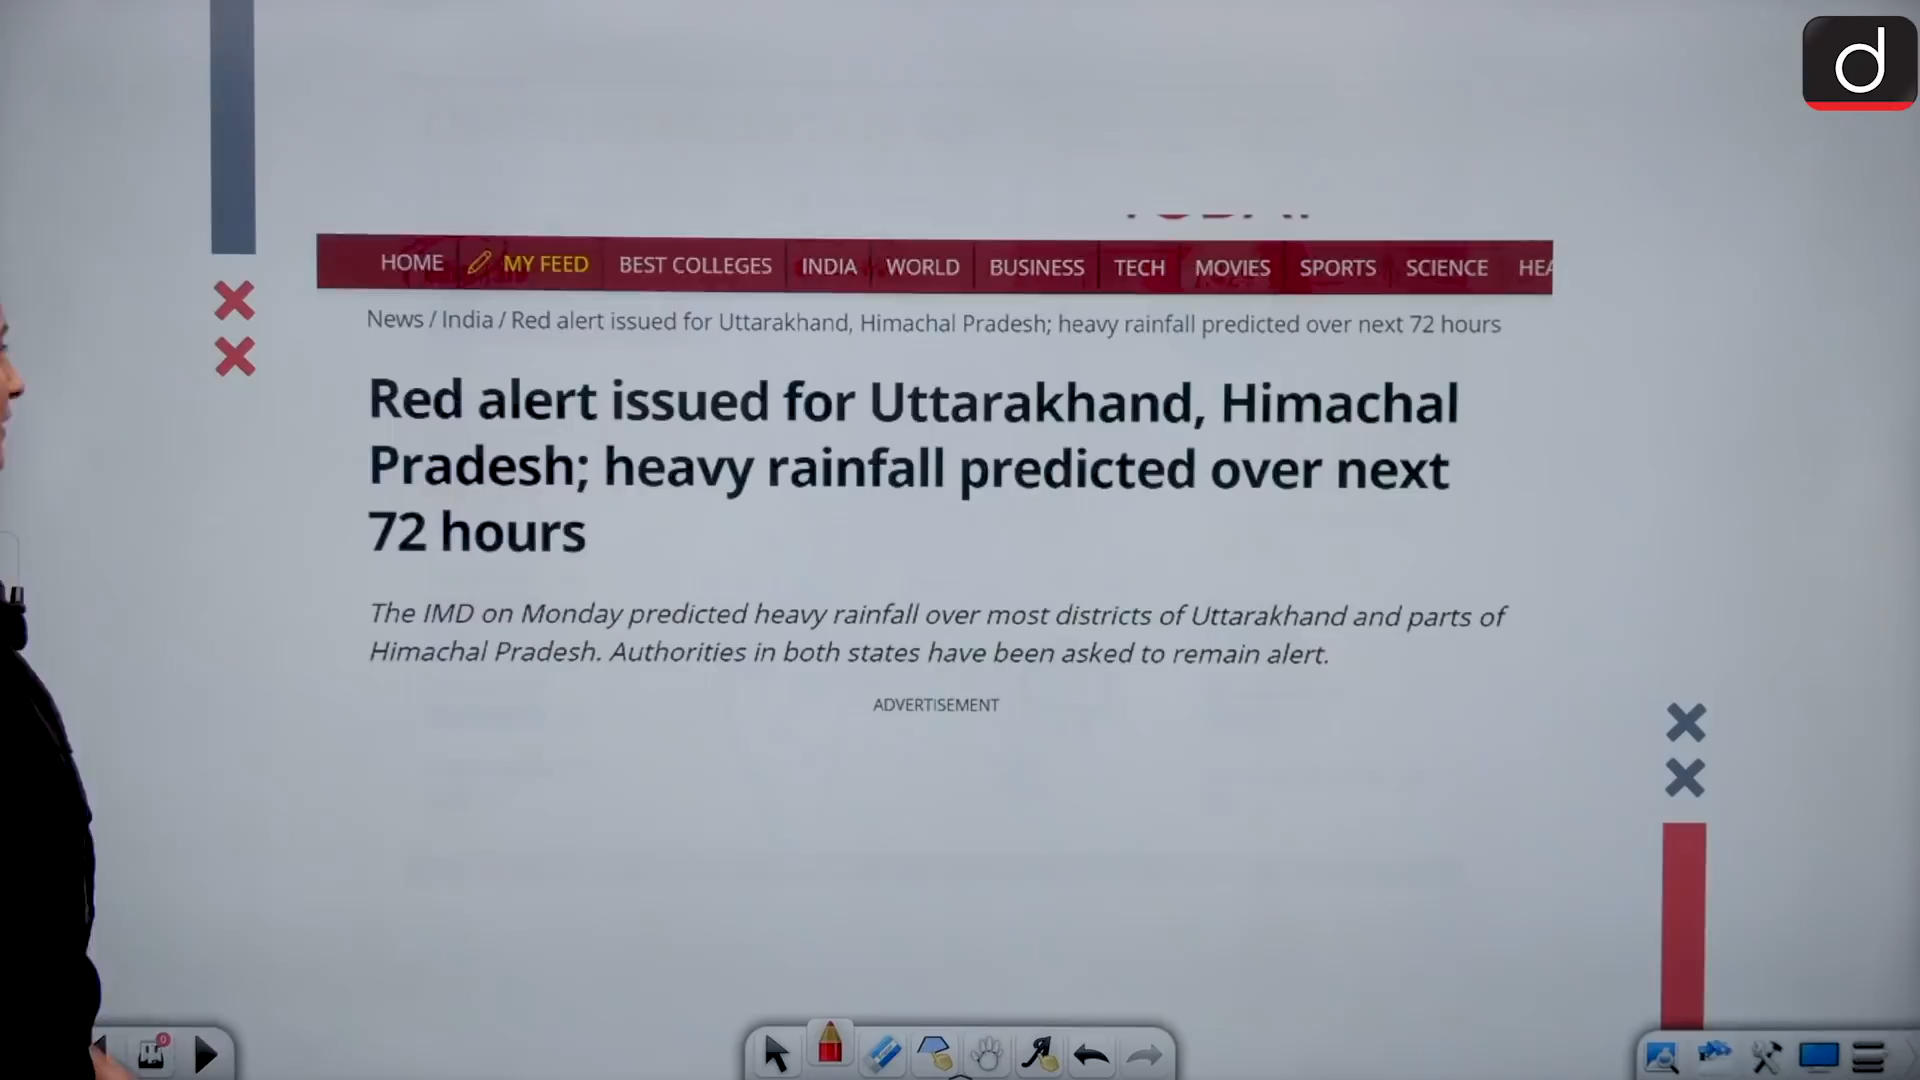 d
HOME MY FEED BEST COLLEGES INDIA WORLD BUSINESS TECH MOVIES SPORTS SCIENCE
News / India / Red alert issued for Uttarakhand, Himachal Pradesh; heavy rainfall predicted over next 72 hours
Red alert issued for Uttarakhand, Himachal
Pradesh; heavy rainfall predicted over next
72 hours
The IMD on Monday predicted heavy rainfall over most districts of Uttarakhand and parts of
Himachal Pradesh. Authorities in both states have been asked to remain alert.
ADVERTISEMENT
0